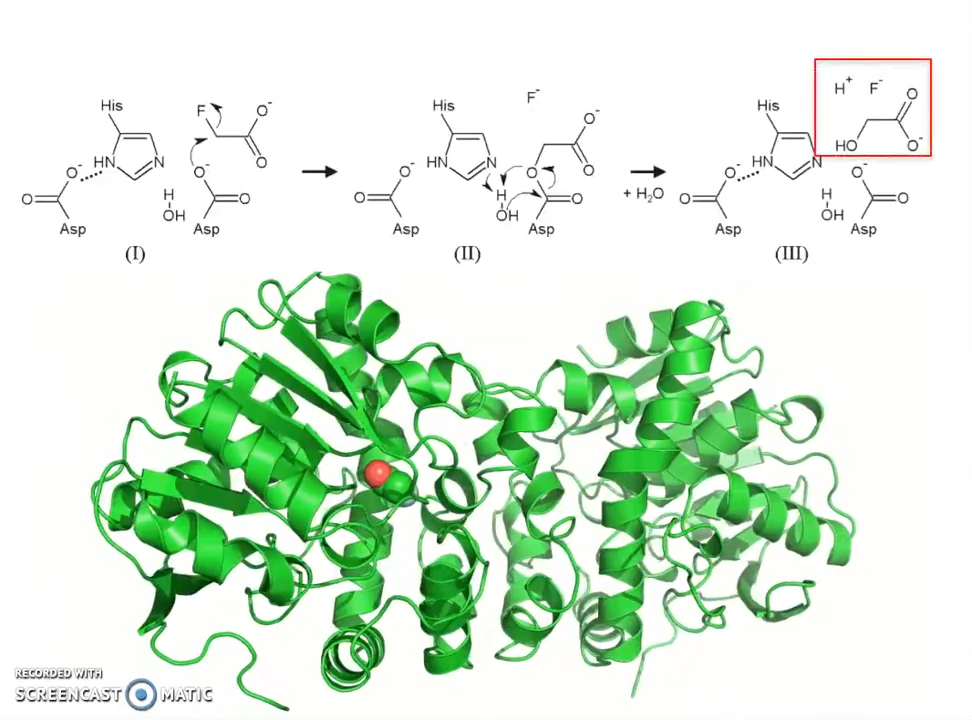 His
F
O-
O
HN
N
O-
O
H
OH
O-
O
Asp
Asp
(I)
His
F-
O-
O
HN
N
O-
O
H
OH
O
O
Asp
Asp
(II)
+ H2O
His
H+ F-
O
HO
O-
HN
N
O-
O
H
OH
O-
O
Asp
Asp
(III)
RECORDED WITH
SCREENCAST MATIC